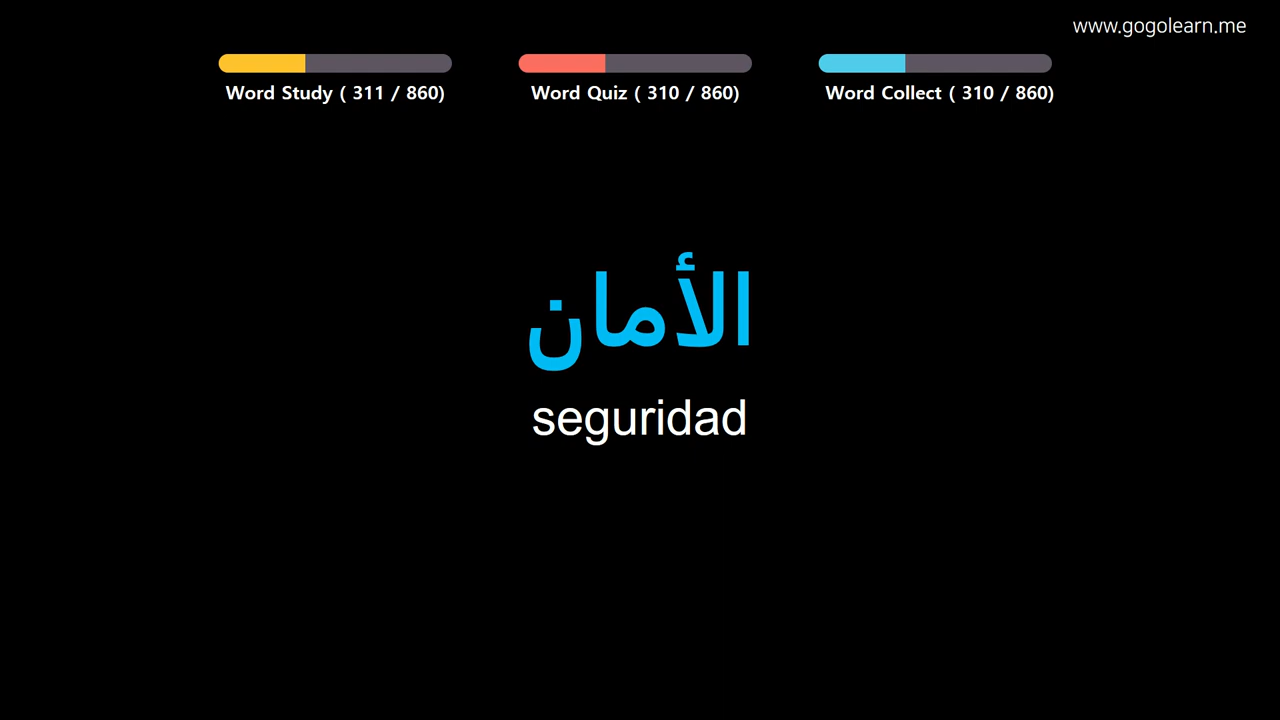 www.gogolearn.me
Word Study ( 311 / 860)
Word Quiz ( 310 / 860)
Word Collect ( 310 / 860)
الأمان
seguridad